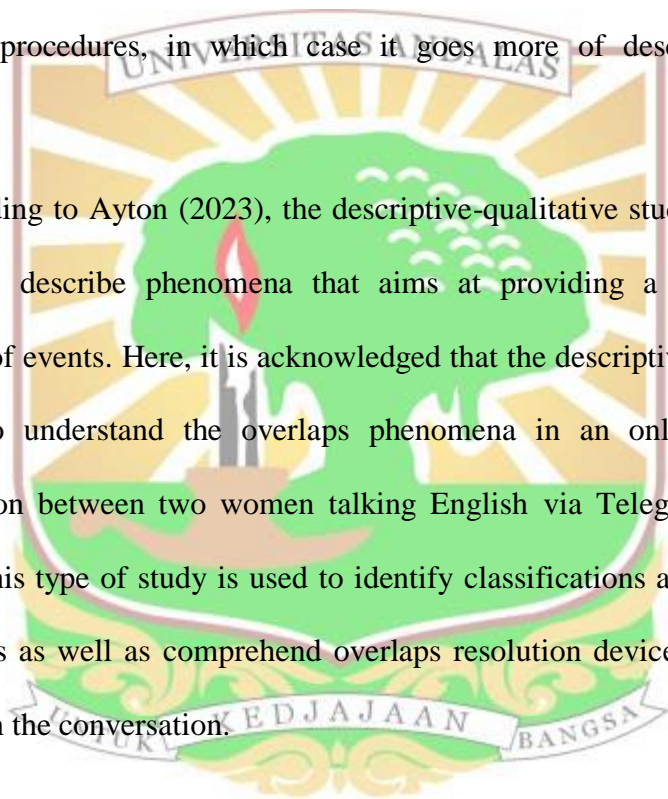 procedures, in which case it goes more of des
UNIVERSITAS ANDALAS
ding to Ayton (2023), the descriptive-qualitative stu
describe phenomena that aims at providing a
of events. Here, it is acknowledged that the descripti
understand the overlaps phenomena in an onl
on between two women talking English via Teleg
his type of study is used to identify classifications a
s as well as comprehend overlaps resolution device
n the conversation.
UNTUK KEDJAJAAN BANGSA